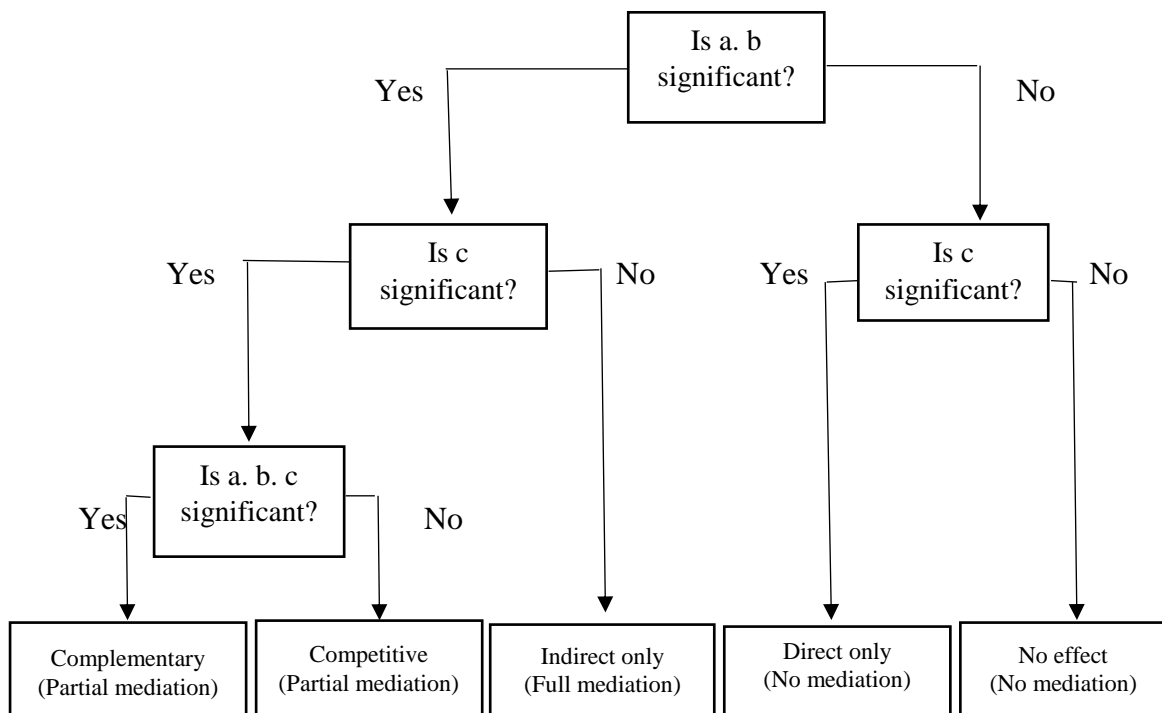 Is a. b
significant?
Yes
No
Is c
significant?
Yes
No
Is c
significant?
Yes
No
Is a. b. c
significant?
Yes
No
Complementary
(Partial mediation)
Competitive
(Partial mediation)
Indirect only
(Full mediation)
Direct only
(No mediation)
No effect
(No mediation)